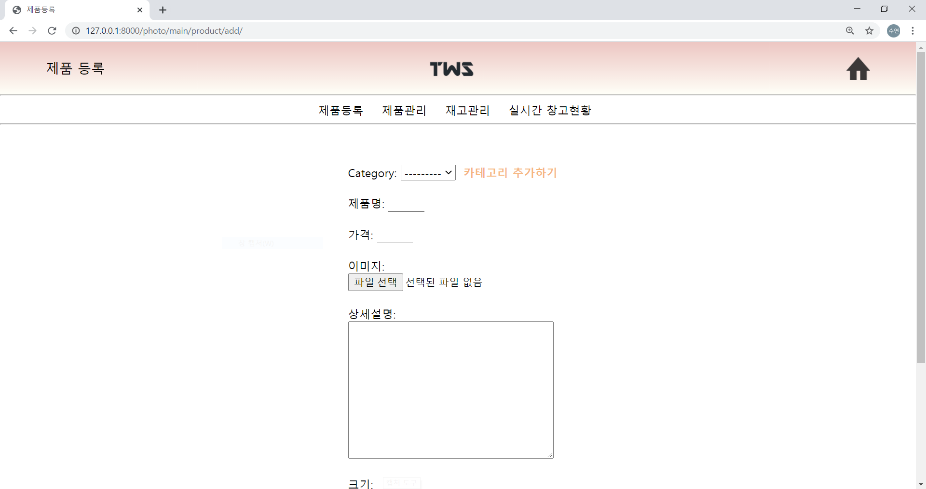 제품등록
127.0.0.1:8000/photo/main/product/add/
수연
제품 등록
TWS
제품등록 제품관리 재고관리 실시간 창고현황
Category: --------- 카테고리 추가하기
제품명:
가격:
이미지:
파일 선택 선택된 파일 없음
상세설명:
크기: